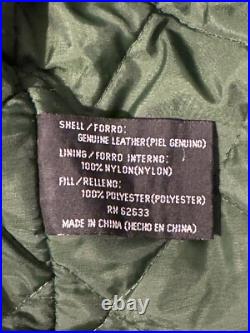 SHELL/FORRO:
GENUINE LEATHER(PIEL GENUINO)
LINING/FORRO INTERNO:
100%NYLON(NYLON)
FILL/RELLENO:
100%POLYESTER(POLYESTER)
RN 62633
MADE IN CHINA (HECHO EN CHINA)